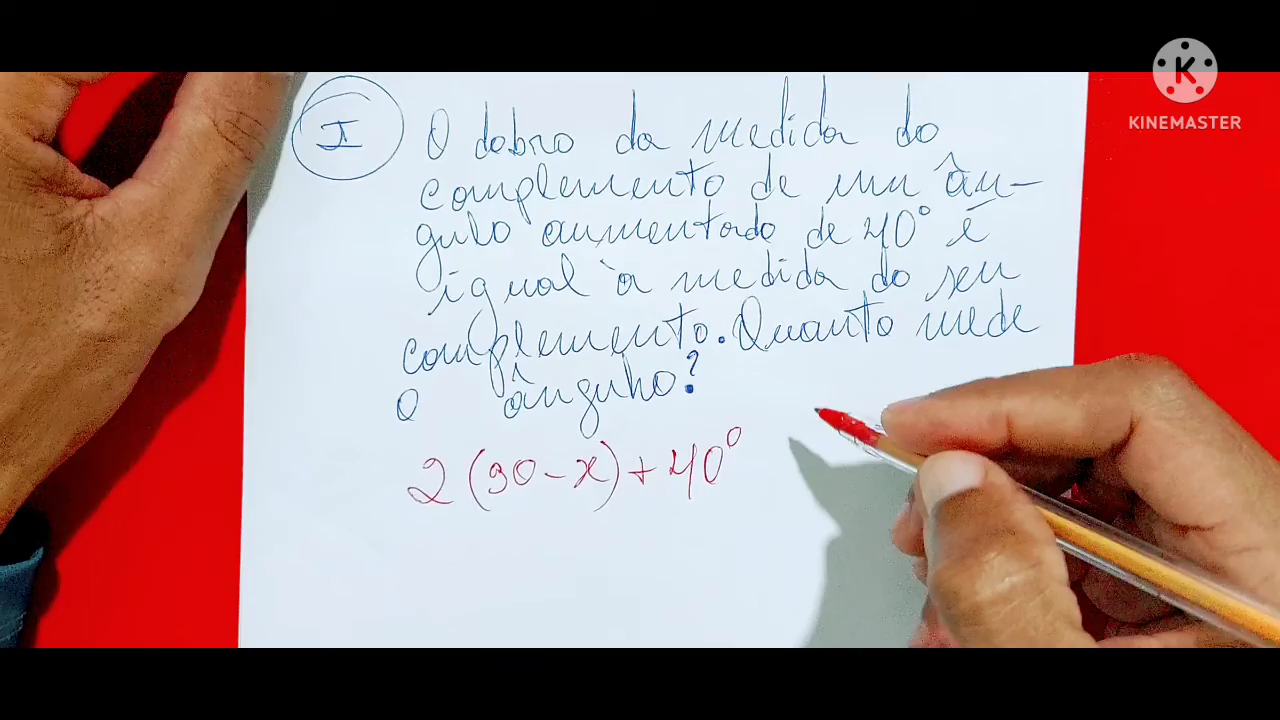 I O dobro da medida do
complemento de um ân-
gulo aumentado de 40° é
igual à medida do seu
complemento. Quanto mede
o ângulo?
2(90-x)+40°
K
KINEMASTER